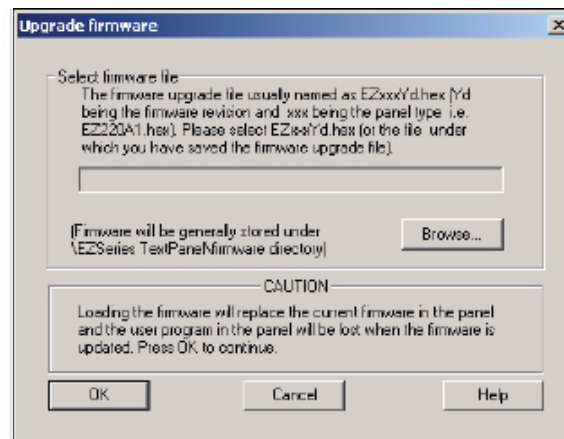 Upgrade firmware
Select firmware file
The firmware upgrade file usually named as EZxxxYd.hex (Yd
being the firmware revision and xxx being the panel type i.e.
EZ220A1.hex). Please select EZxxxYd.hex (or the file under
which you have saved the firmware upgrade file)
(Firmware will be generally stored under
\EZSeries TextPanel\firmware directory)
Browse...
CAUTION
Loading the firmware will replace the current firmware in the panel
and the user program in the panel will be lost when the firmware is
updated. Press OK to continue.
OK
Cancel
Help